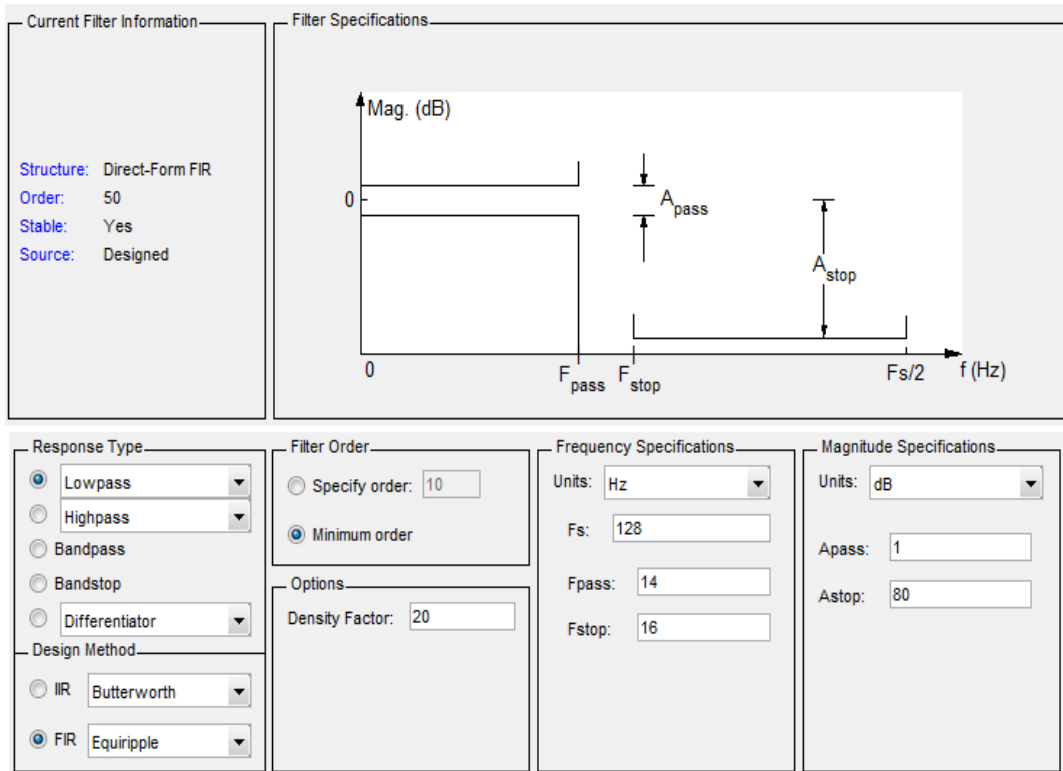 Current Filter Information
Structure: Direct-Form FIR
Order: 50
Stable: Yes
Source: Designed
Filter Specifications
Mag. (dB)
0
A pass
A stop
0
F pass
F stop
Fs/2
f (Hz)
Response Type
Lowpass
Highpass
Bandpass
Bandstop
Differentiator
Design Method
IIR Butterworth
FIR Equiripple
Filter Order
Specify order: 10
Minimum order
Options
Density Factor: 20
Frequency Specifications
Units: Hz
Fs: 128
Fpass: 14
Fstop: 16
Magnitude Specifications
Units: dB
Apass: 1
Astop: 80